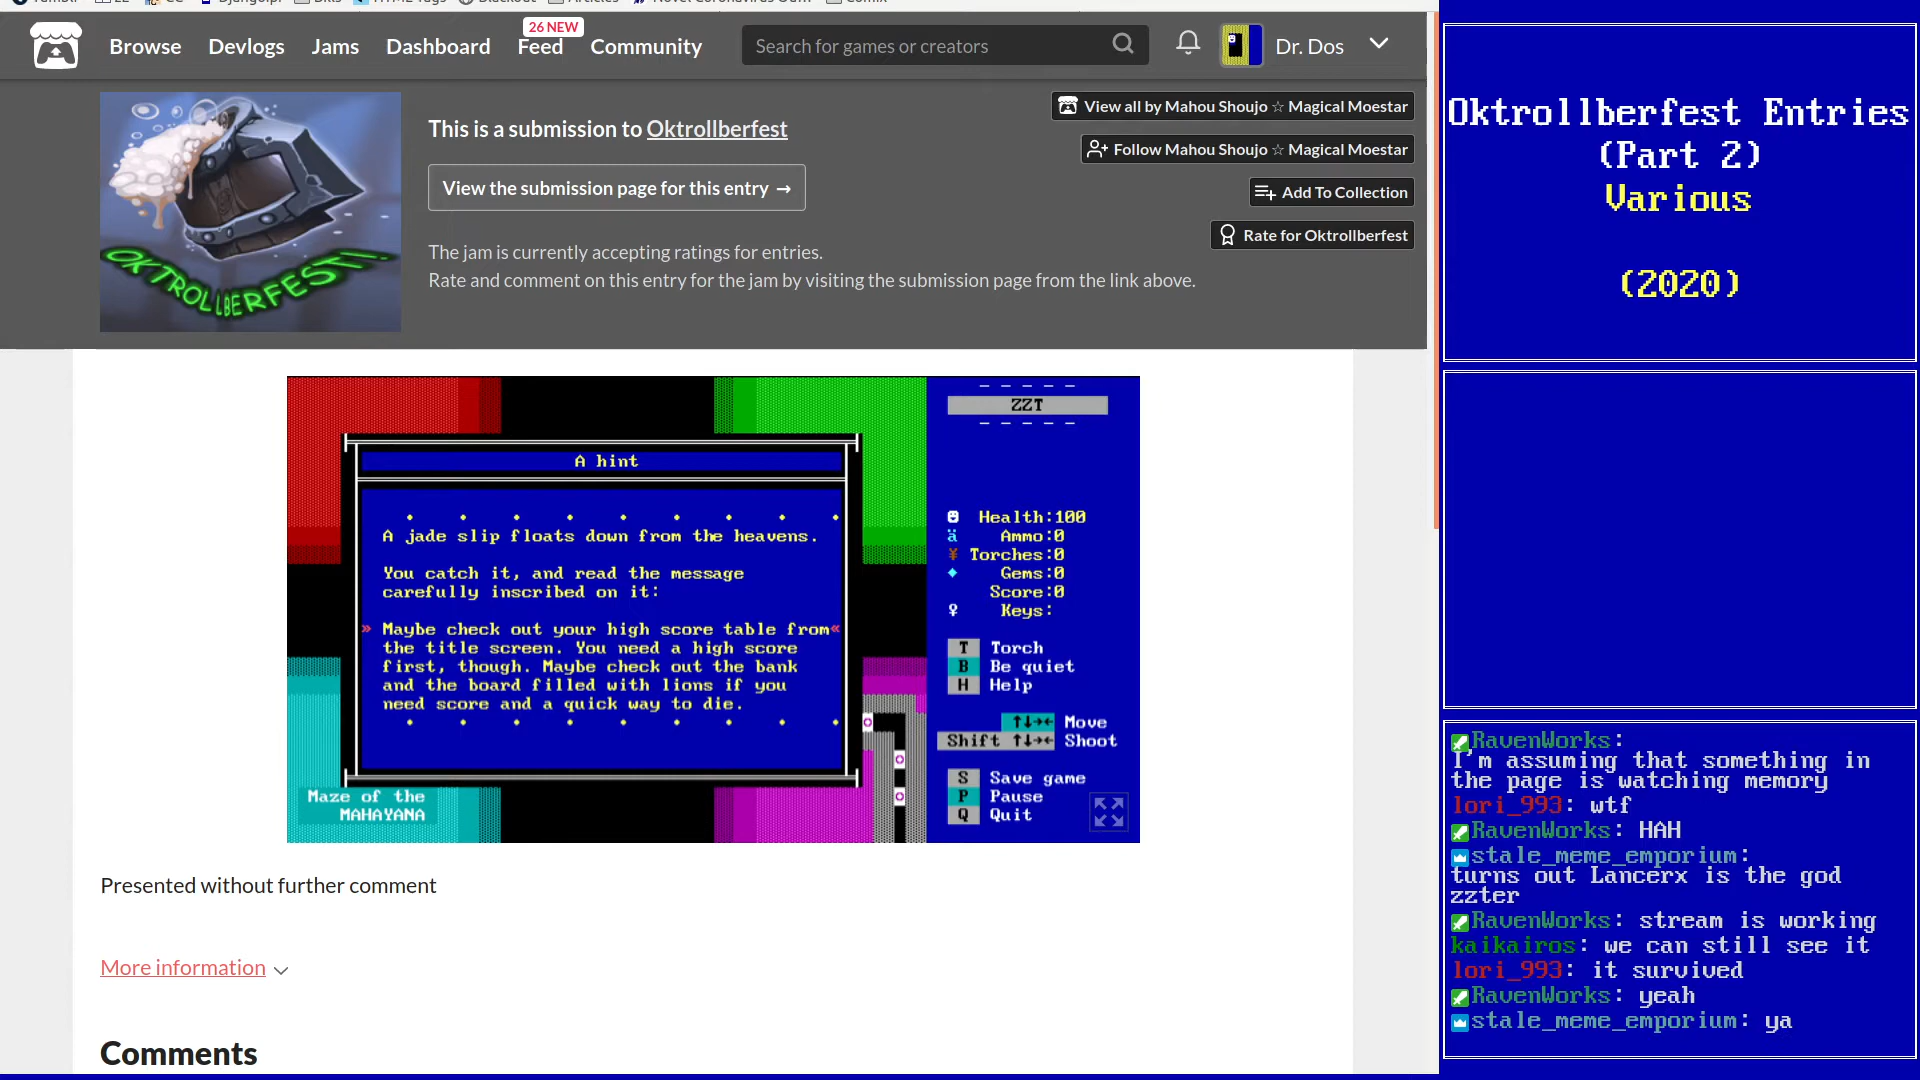 Browse
Devlogs
Jams
Dashboard
26 NEW
Feed
Community
Search for games or creators
Dr. Dos
OKTROLLBERFEST!
This is a submission to Oktrollberfest
View the submission page for this entry →
The jam is currently accepting ratings for entries.
Rate and comment on this entry for the jam by visiting the submission page from the link above.
View all by Mahou Shoujo ☆ Magical Moestar
Follow Mahou Shoujo ☆ Magical Moestar
Add To Collection
Rate for Oktrollberfest
A hint
A jade slip floats down from the heavens.
You catch it, and read the message
carefully inscribed on it:
» Maybe check out your high score table from«
the title screen. You need a high score
first, though. Maybe check out the bank
and the board filled with lions if you
need score and a quick way to die.
Maze of the
MAHAYANA
- - - - -
ZZT
- - - - -
Health:100
Ammo:0
Torches:0
Gems:0
Score:0
Keys:
T Torch
B Be quiet
H Help
↑↓→← Move
Shift ↑↓→← Shoot
S Save game
P Pause
Q Quit
Presented without further comment
More information
Comments
Oktrollberfest Entries
(Part 2)
Various
(2020)
RavenWorks:
I'm assuming that something in
the page is watching memory
lori_993: wtf
RavenWorks: HAH
stale_meme_emporium:
turns out Lancerx is the god
zzter
RavenWorks: stream is working
kaikairos: we can still see it
lori_993: it survived
RavenWorks: yeah
stale_meme_emporium: ya